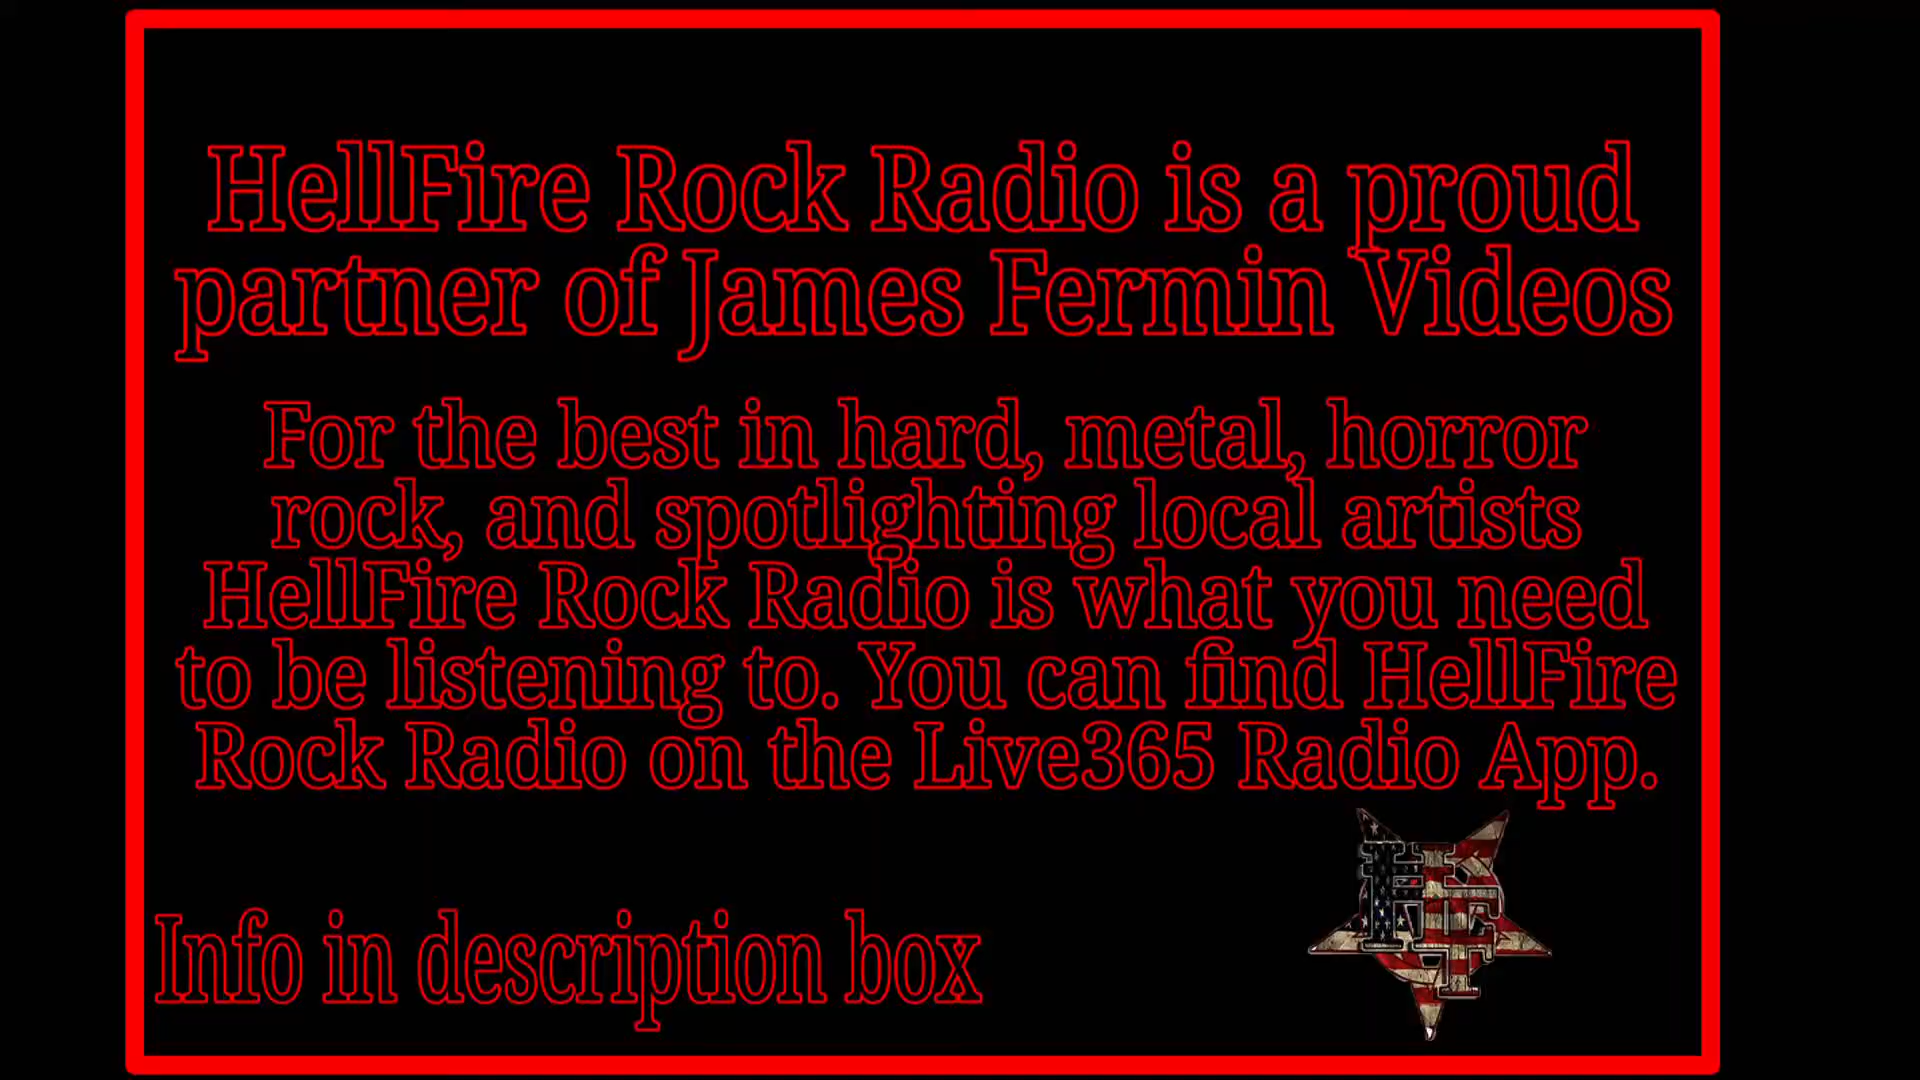 HellFire Rock Radio is a proud
partner of James Fermin Videos
For the best in hard, metal, horror
rock, and spotlighting local artists
HellFire Rock Radio is what you need
to be listening to. You can find HellFire
Rock Radio on the Live365 Radio App.
Info in description box